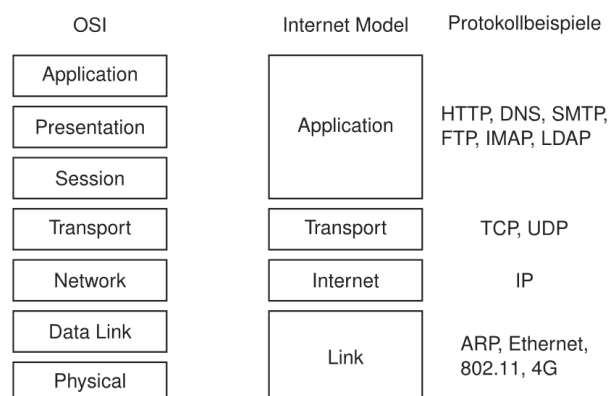 OSI
Internet Model
Protokollbeispiele
Application
Presentation
Session
Application
HTTP, DNS, SMTP,
FTP, IMAP, LDAP
Transport
Transport
TCP, UDP
Network
Internet
IP
Data Link
Physical
Link
ARP, Ethernet,
802.11, 4G